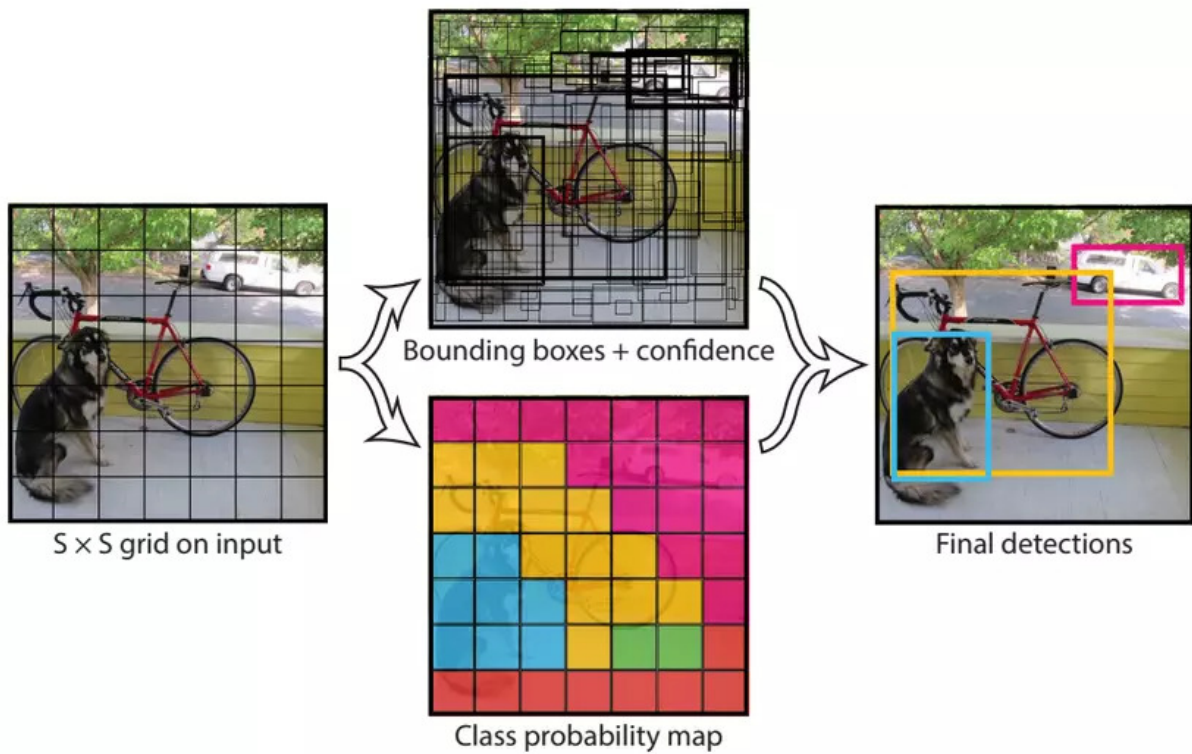 Bounding boxes + confidence
S × S grid on input
Final detections
Class probability map